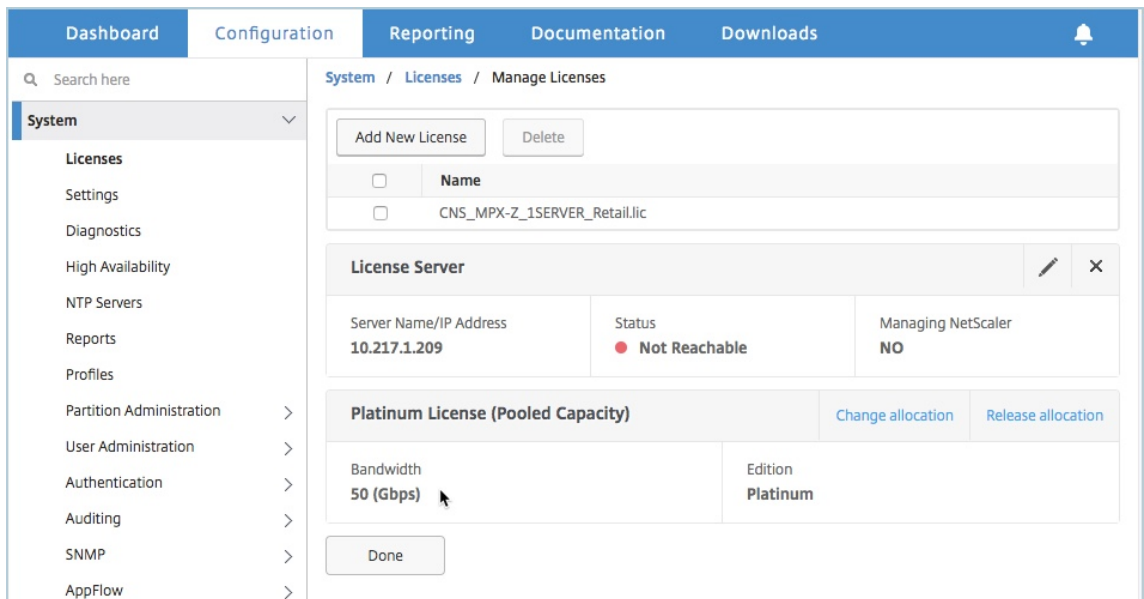 Dashboard Configuration Reporting Documentation Downloads
Search here
System
Licenses
Settings
Diagnostics
High Availability
NTP Servers
Reports
Profiles
Partition Administration
User Administration
Authentication
Auditing
SNMP
AppFlow
System / Licenses / Manage Licenses
Add New License Delete
Name
CNS_MPX-Z_1SERVER_Retail.lic
License Server
Server Name/IP Address Status Managing NetScaler
10.217.1.209 Not Reachable NO
Platinum License (Pooled Capacity) Change allocation Release allocation
Bandwidth Edition
50 (Gbps) Platinum
Done